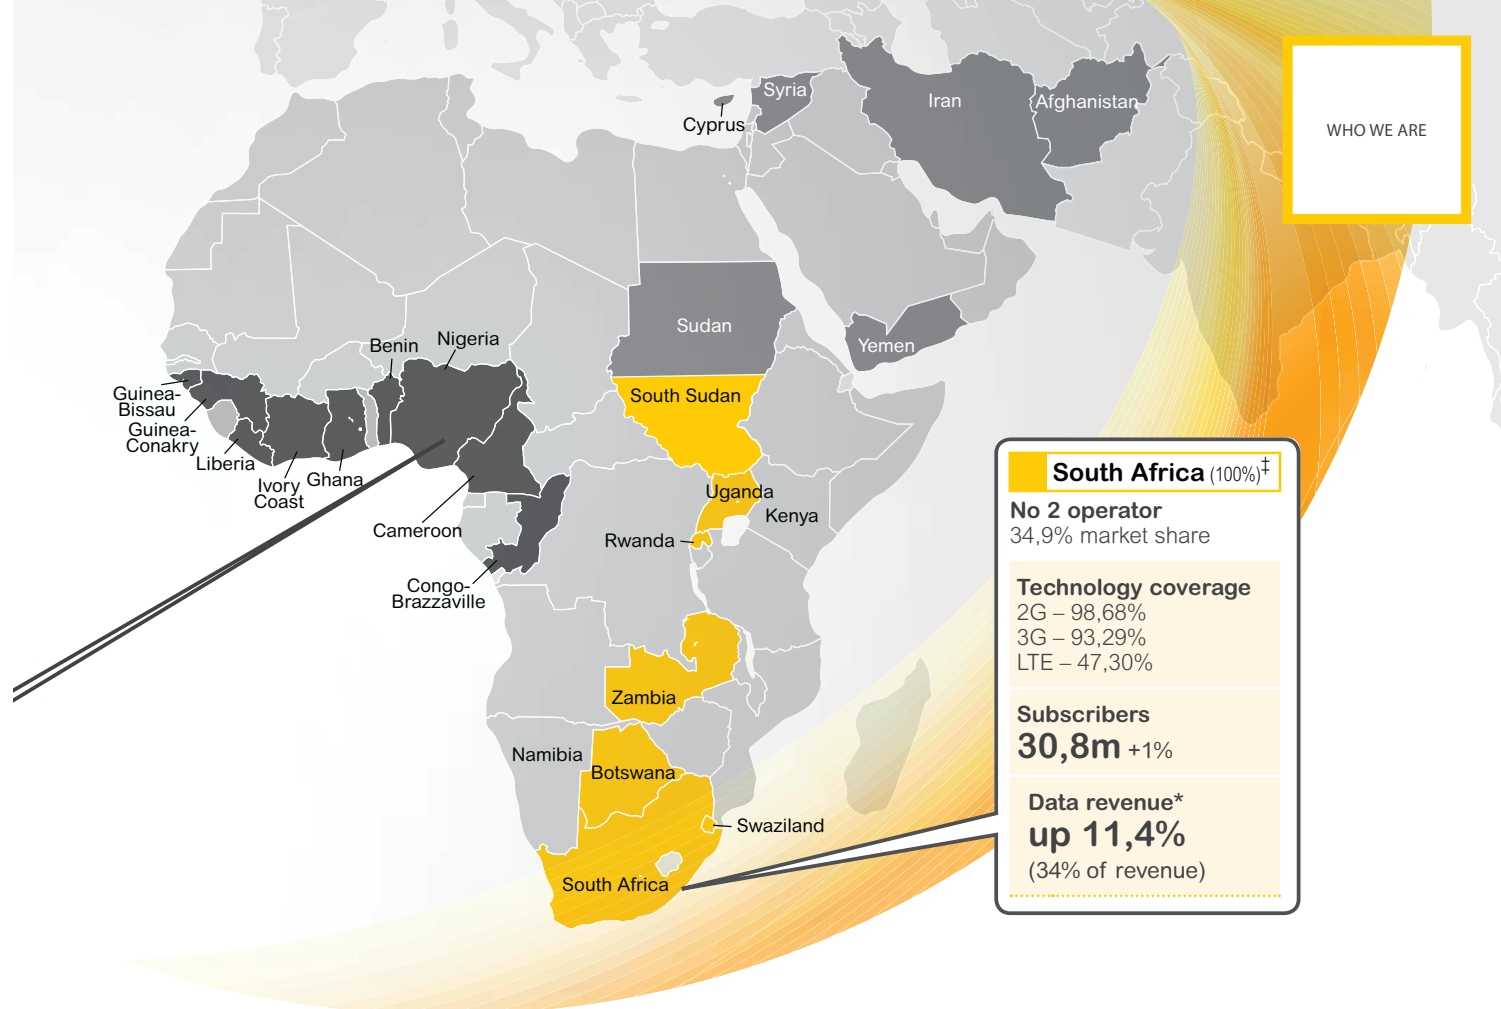 Syria
Iran
Afghanistan
Cyprus
WHO WE ARE
Sudan
Yemen
Benin
Nigeria
South Sudan
Guinea-
Bissau
Guinea-
Conakry
Liberia
Ivory
Coast
Ghana
Cameroon
Congo-
Brazzaville
Uganda
Kenya
Rwanda
Zambia
Namibia
Botswana
Swaziland
South Africa
South Africa (100%)‡
No 2 operator
34,9% market share
Technology coverage
2G – 98,68%
3G – 93,29%
LTE – 47,30%
Subscribers
30,8m +1%
Data revenue*
up 11,4%
(34% of revenue)